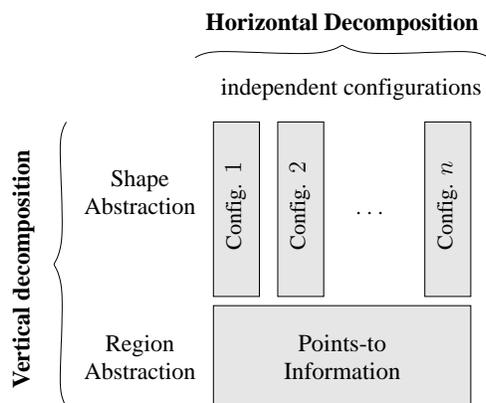 Horizontal Decomposition
independent configurations
Vertical decomposition
Shape
Abstraction
Config. 1
Config. 2
. . .
Config. n
Region
Abstraction
Points-to
Information